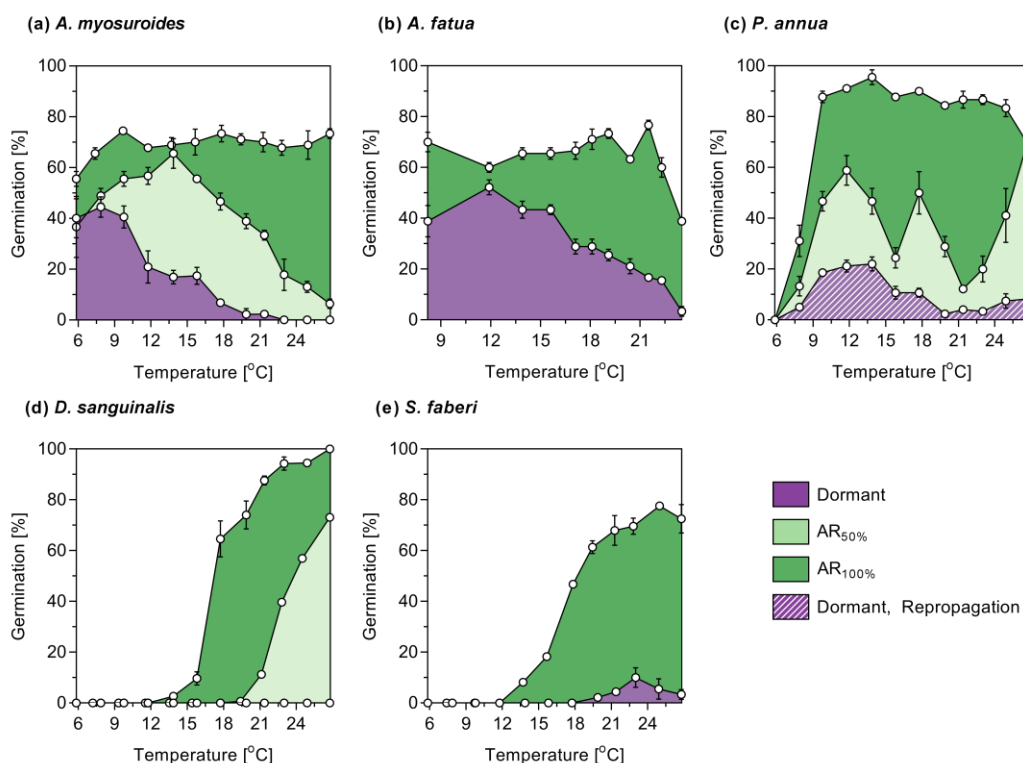 (a) A. myosuroides
(b) A. fatua
(c) P. annua
100
80
60
40
20
0
Germination [%]
6 9 12 15 18 21 24
Temperature [°C]
100
80
60
40
20
0
Germination [%]
9 12 15 18 21
Temperature [°C]
100
80
60
40
20
0
Germination [%]
6 9 12 15 18 21 24
Temperature [°C]
(d) D. sanguinalis
(e) S. faberi
100
80
60
40
20
0
Germination [%]
6 9 12 15 18 21 24
Temperature [°C]
100
80
60
40
20
0
Germination [%]
6 9 12 15 18 21 24
Temperature [°C]
Dormant
AR50%
AR100%
Dormant, Repropagation